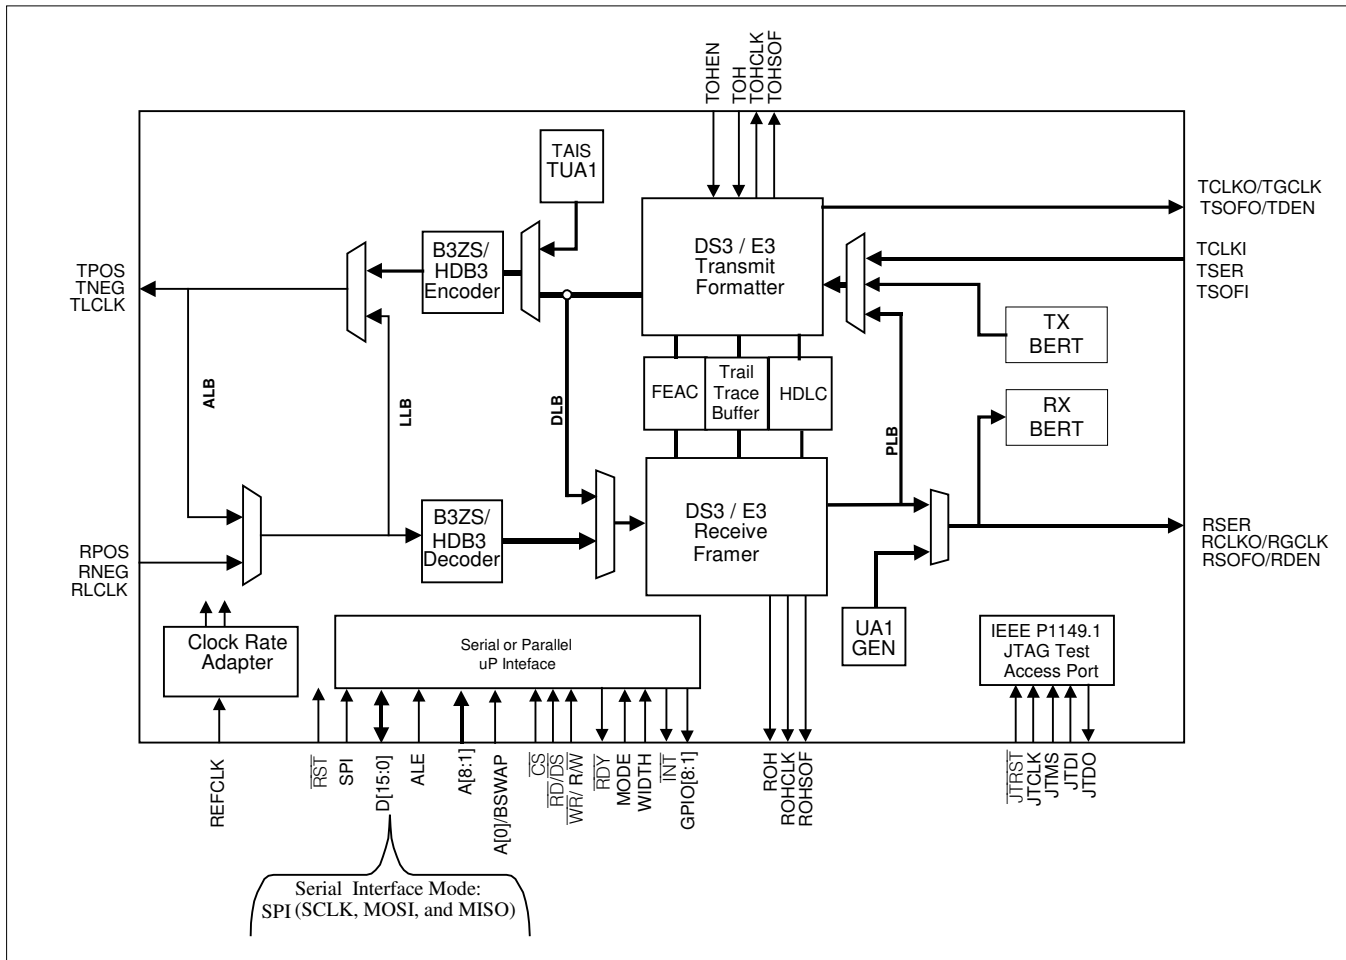 TOHEN
TOH
TOHCLK
TOHSOF
TAIS
TUA1
TCLKO/TGCLK
TSOFO/TDEN
B3ZS/
HDB3
Encoder
DS3 / E3
Transmit
Formatter
TCLKI
TSER
TSOFI
TPOS
TNEG
TLCLK
TX
BERT
ALB
LLB
DLB
FEAC
Trail
Trace
Buffer
HDLC
PLB
RX
BERT
B3ZS/
HDB3
Decoder
DS3 / E3
Receive
Framer
RSER
RCLKO/RGCLK
RSOFO/RDEN
RPOS
RNEG
RLCLK
Clock Rate
Adapter
Serial or Parallel
uP Inteface
UA1
GEN
IEEE P1149.1
JTAG Test
Access Port
REFCLK
RST
SPI
D[15:0]
ALE
A[8:1]
A[0]/BSWAP
CS
RD/DS
WR/ R/W
RDY
MODE
WIDTH
INT
GPIO[8:1]
ROH
ROHCLK
ROHSOF
JTRST
JTCLK
JTMS
JTDI
JTDO
Serial Interface Mode:
SPI (SCLK, MOSI, and MISO)